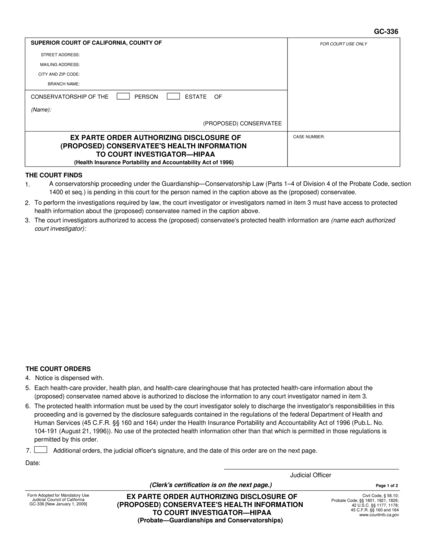 GC-336
SUPERIOR COURT OF CALIFORNIA, COUNTY OF
FOR COURT USE ONLY
STREET ADDRESS:
MAILING ADDRESS:
CITY AND ZIP CODE:
BRANCH NAME:
CONSERVATORSHIP OF THE PERSON ESTATE OF
(Name):
(PROPOSED) CONSERVATEE
EX PARTE ORDER AUTHORIZING DISCLOSURE OF
(PROPOSED) CONSERVATEE'S HEALTH INFORMATION
TO COURT INVESTIGATOR—HIPAA
(Health Insurance Portability and Accountability Act of 1996)
CASE NUMBER:
THE COURT FINDS
1. A conservatorship proceeding under the Guardianship—Conservatorship Law (Parts 1–4 of Division 4 of the Probate Code, section
1400 et seq.) is pending in this court for the person named in the caption above as the (proposed) conservatee.
2. To perform the investigations required by law, the court investigator or investigators named in item 3 must have access to protected
health information about the (proposed) conservatee named in the caption above.
3. The court investigators authorized to access the (proposed) conservatee's protected health information are (name each authorized
court investigator):
THE COURT ORDERS
4. Notice is dispensed with.
5. Each health-care provider, health plan, and health-care clearinghouse that has protected health-care information about the
(proposed) conservatee named above is authorized to disclose the information to any court investigator named in item 3.
6. The protected health information must be used by the court investigator solely to discharge the investigator's responsibilities in this
proceeding and is governed by the disclosure safeguards contained in the regulations of the federal Department of Health and
Human Services (45 C.F.R. §§ 160 and 164) under the Health Insurance Portability and Accountability Act of 1996 (Pub.L. No.
104-191 (August 21, 1996)). No use of the protected health information other than that which is permitted in those regulations is
permitted by this order.
7. Additional orders, the judicial officer's signature, and the date of this order are on the next page.
Date:
Judicial Officer
(Clerk's certification is on the next page.)
Page 1 of 2
Form Adopted for Mandatory Use
Judicial Council of California
GC-336 [New January 1, 2009]
EX PARTE ORDER AUTHORIZING DISCLOSURE OF
(PROPOSED) CONSERVATEE'S HEALTH INFORMATION
TO COURT INVESTIGATOR—HIPAA
(Probate—Guardianships and Conservatorships)
Civil Code, § 56.10;
Probate Code, §§ 1801, 1821, 1826;
42 U.S.C. §§ 1177, 1178;
45 C.F.R. §§ 160 and 164
www.courtinfo.ca.gov